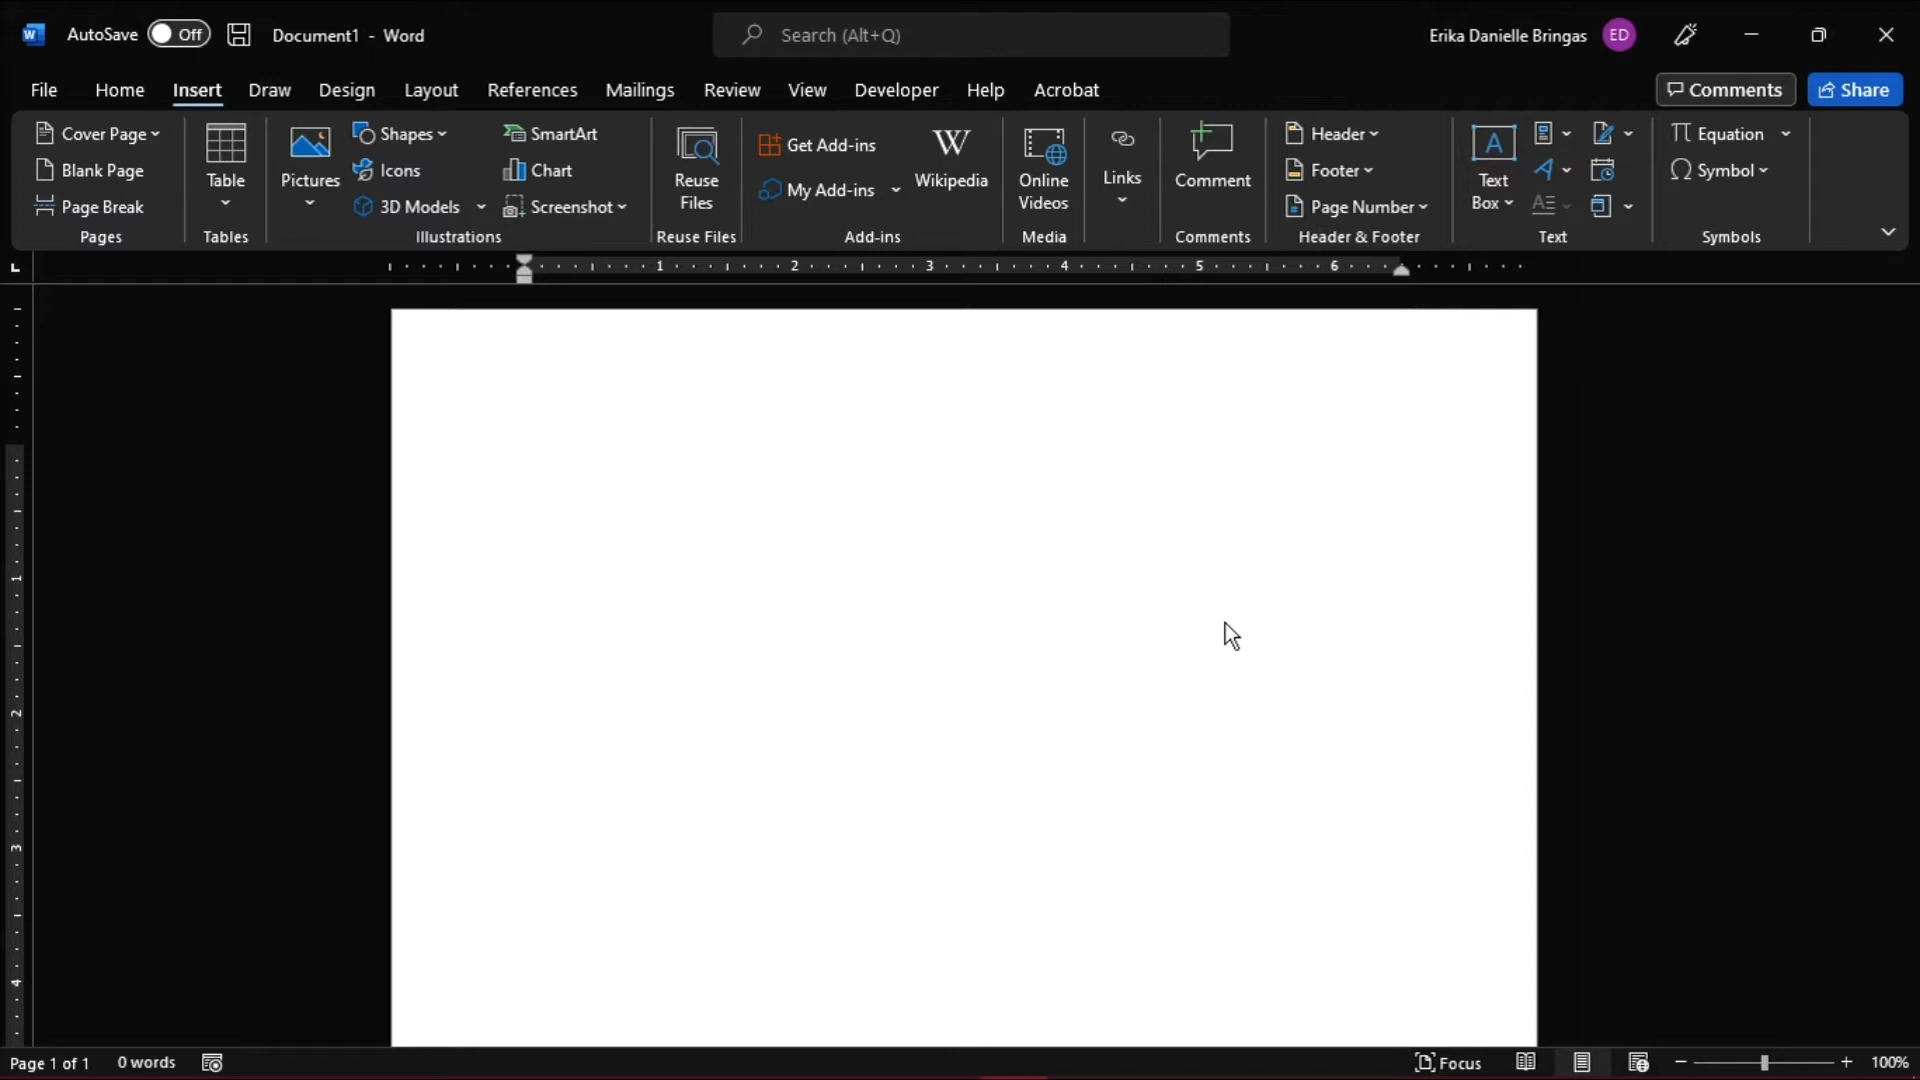 AutoSave Off Document1 - Word Search (Alt+Q) Erika Danielle Bringas ED
File Home Insert Draw Design Layout References Mailings Review View Developer Help Acrobat Comments Share
Cover Page
Blank Page
Page Break
Pages
Table
Tables
Pictures
Shapes
Icons
3D Models
SmartArt
Chart
Screenshot
Illustrations
Reuse
Files
Reuse Files
Get Add-ins
My Add-ins
W
Wikipedia
Add-ins
Online
Videos
Media
Links
Comment
Comments
Header
Footer
Page Number
Header & Footer
A
Text
Box
Text
Equation
Symbol
Symbols
1 2 3 4 5 6
1
2
3
4
Page 1 of 1 0 words Focus 100%